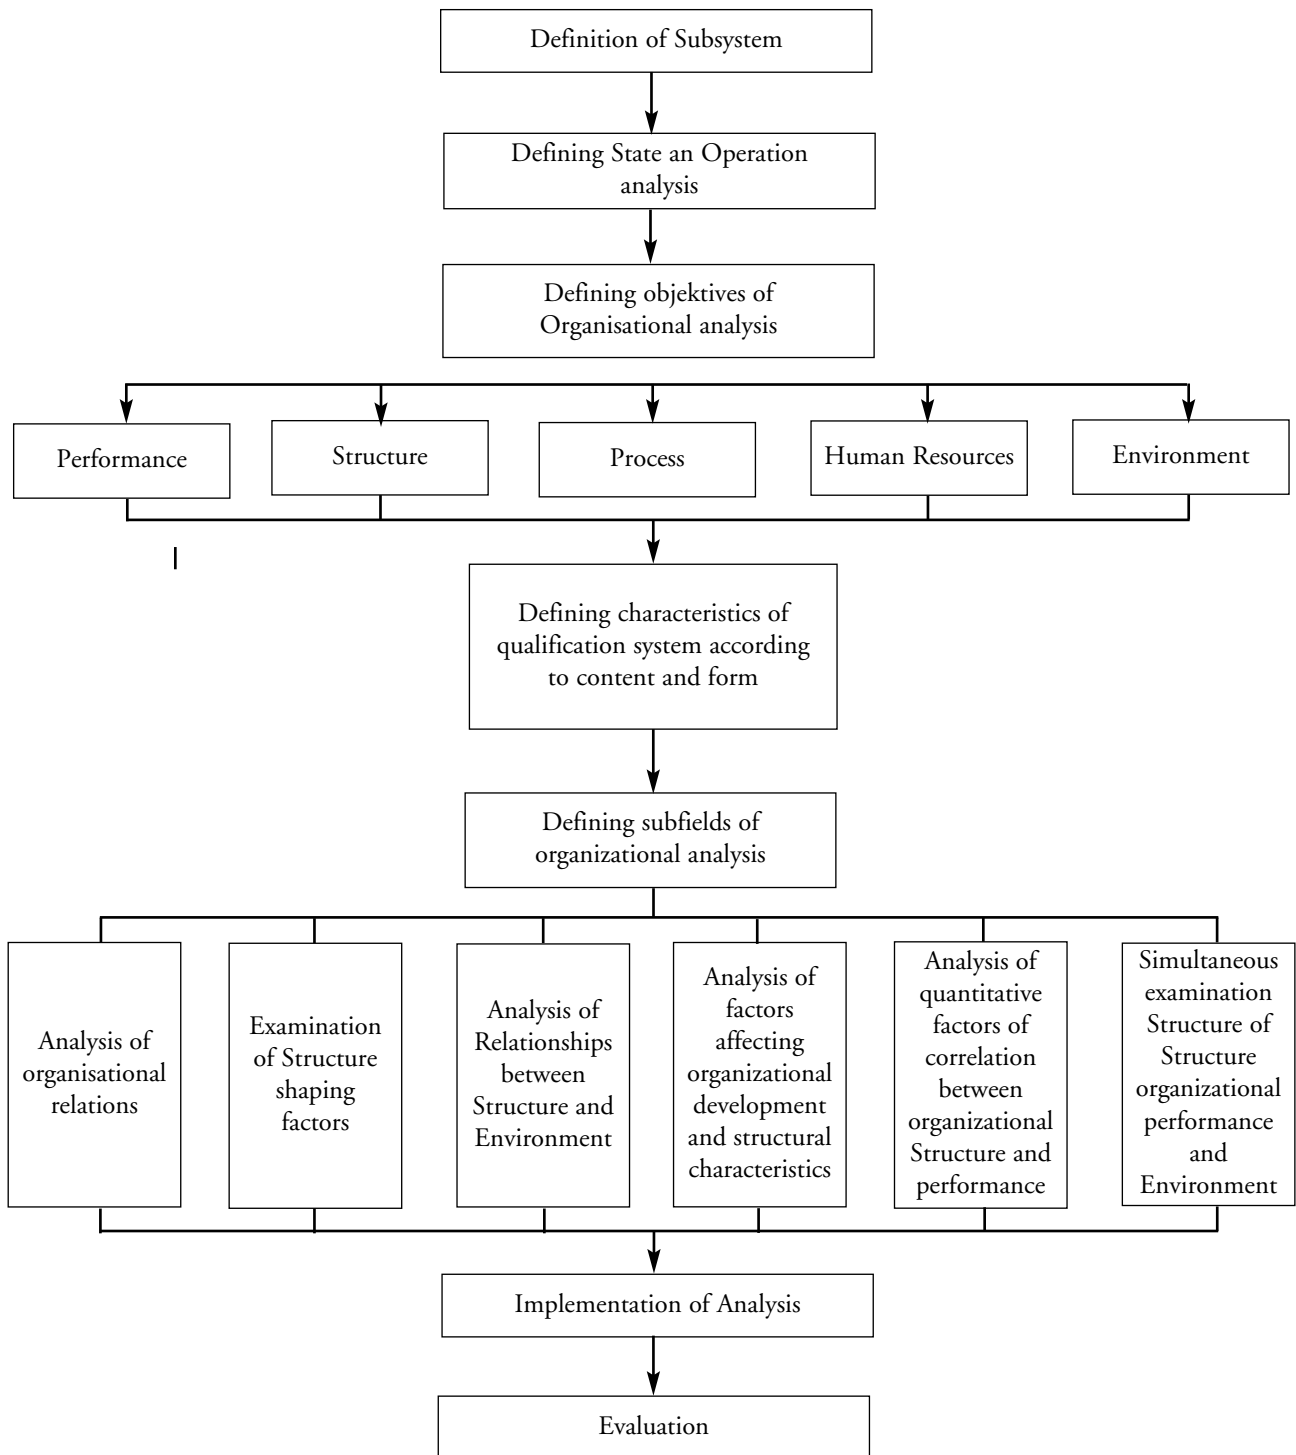 Definition of Subsystem
Defining State an Operation
analysis
Defining objektives of
Organisational analysis
Performance
Structure
Process
Human Resources
Environment
Defining characteristics of
qualification system according
to content and form
Defining subfields of
organizational analysis
Analysis of
organisational
relations
Examination
of Structure
shaping
factors
Analysis of
Relationships
between
Structure and
Environment
Analysis of
factors
affecting
organizational
development
and structural
characteristics
Analysis of
quantitative
factors of
correlation
between
organizational
Structure and
performance
Simultaneous
examination
Structure of
Structure
organizational
performance
and
Environment
Implementation of Analysis
Evaluation